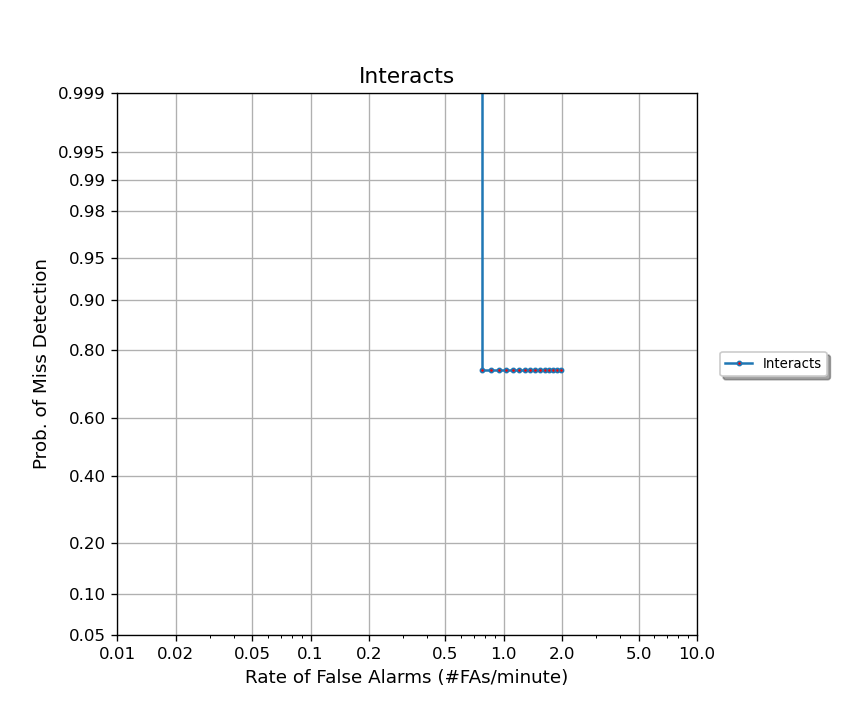 Interacts
0.999
0.995
0.99
0.98
0.95
0.90
0.80
0.60
0.40
0.20
0.10
0.05
Prob. of Miss Detection
0.01 0.02 0.05 0.1 0.2 0.5 1.0 2.0 5.0 10.0
Rate of False Alarms (#FAs/minute)
Interacts